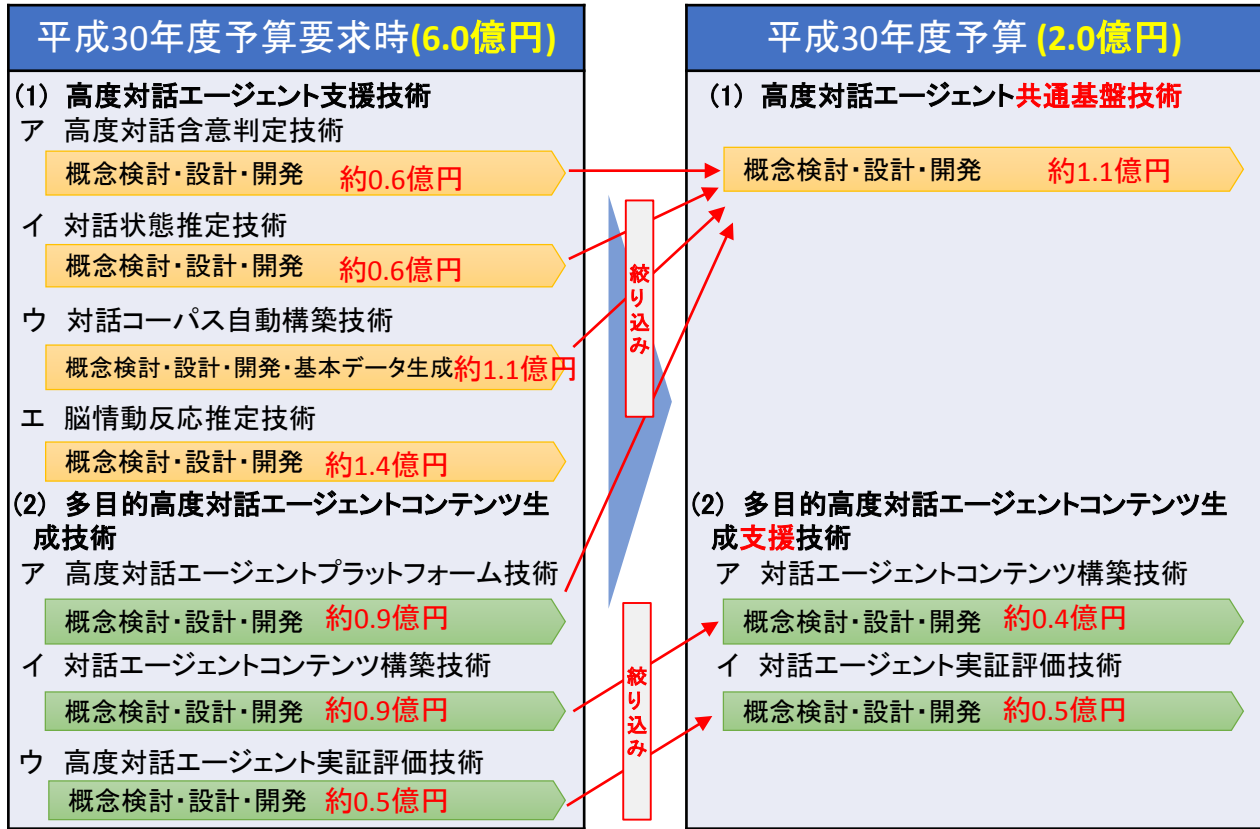 平成30年度予算要求時(6.0億円)
(1) 高度対話エージェント支援技術
ア 高度対話含意判定技術
概念検討・設計・開発 約0.6億円
イ 対話状態推定技術
概念検討・設計・開発 約0.6億円
ウ 対話コーパス自動構築技術
概念検討・設計・開発・基本データ生成約1.1億円
エ 脳情動反応推定技術
概念検討・設計・開発 約1.4億円
(2) 多目的高度対話エージェントコンテンツ生
成技術
ア 高度対話エージェントプラットフォーム技術
概念検討・設計・開発 約0.9億円
イ 対話エージェントコンテンツ構築技術
概念検討・設計・開発 約0.9億円
ウ 高度対話エージェント実証評価技術
概念検討・設計・開発 約0.5億円
絞り込み
絞り込み
平成30年度予算 (2.0億円)
(1) 高度対話エージェント共通基盤技術
概念検討・設計・開発 約1.1億円
(2) 多目的高度対話エージェントコンテンツ生
成支援技術
ア 対話エージェントコンテンツ構築技術
概念検討・設計・開発 約0.4億円
イ 対話エージェント実証評価技術
概念検討・設計・開発 約0.5億円